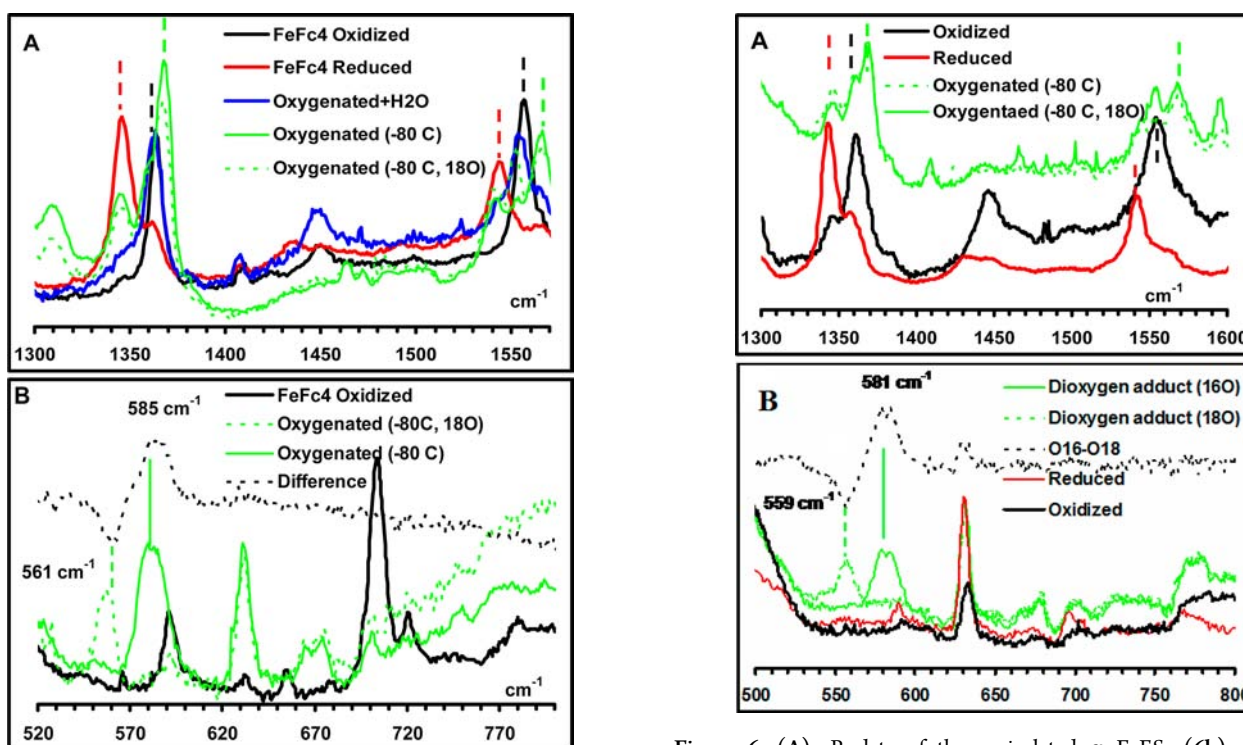 A
FeFc4 Oxidized
FeFc4 Reduced
Oxygenated+H2O
Oxygenated (-80 C)
Oxygenated (-80 C, 18O)
cm⁻¹
1300 1350 1400 1450 1500 1550
B
585 cm⁻¹
FeFc4 Oxidized
Oxygenated (-80C, 18O)
Oxygenated (-80 C)
Difference
561 cm⁻¹
cm⁻¹
520 570 620 670 720 770
A
Oxidized
Reduced
Oxygenated (-80 C)
Oxygentaed (-80 C, 18O)
cm⁻¹
1300 1350 1400 1450 1500 1550 1600
B
581 cm⁻¹
Dioxygen adduct (16O)
Dioxygen adduct (18O)
O16-O18
Reduced
Oxidized
559 cm⁻¹
500 550 600 650 700 750 800